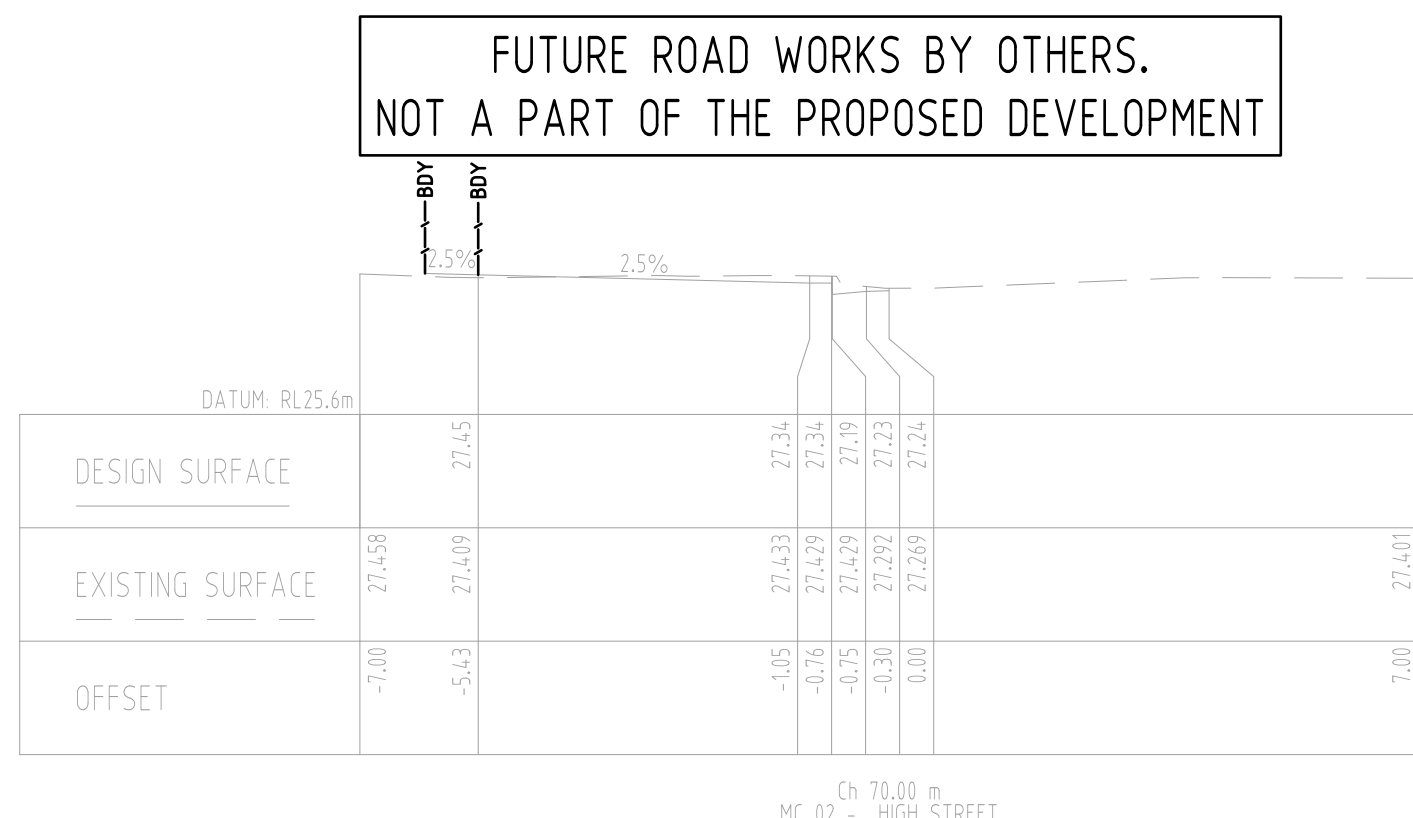 FUTURE ROAD WORKS BY OTHERS.
NOT A PART OF THE PROPOSED DEVELOPMENT
BDY
BDY
2.5%
2.5%
DATUM: RL25.6m
DESIGN SURFACE
27.45
27.34
27.34
27.19
27.23
27.24
EXISTING SURFACE
27.458
27.409
27.433
27.429
27.429
27.292
27.269
27.401
OFFSET
-7.00
-5.43
-1.05
-0.76
-0.75
-0.30
0.00
7.00
Ch 70.00 m
MC 02 - HIGH STREET